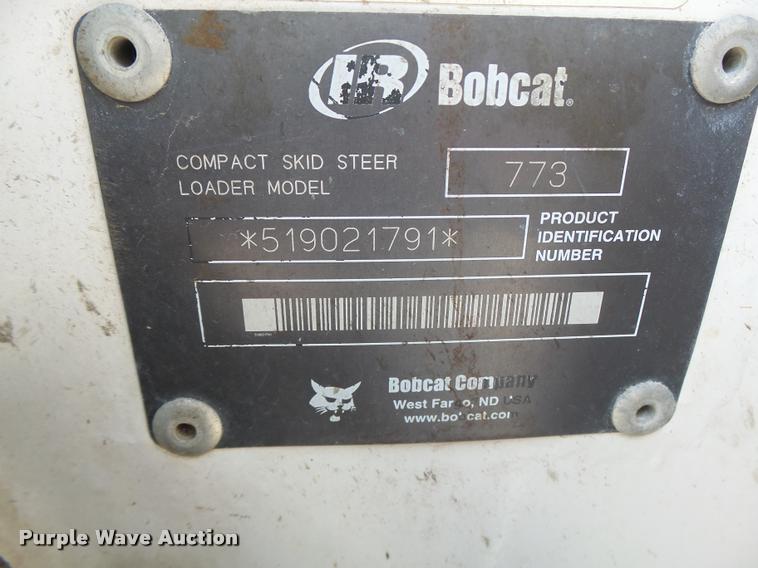 IR Bobcat®
COMPACT SKID STEER
LOADER MODEL
773
*519021791*
PRODUCT
IDENTIFICATION
NUMBER
Bobcat Company
West Fargo, ND USA
www.bobcat.com
Purple Wave Auction